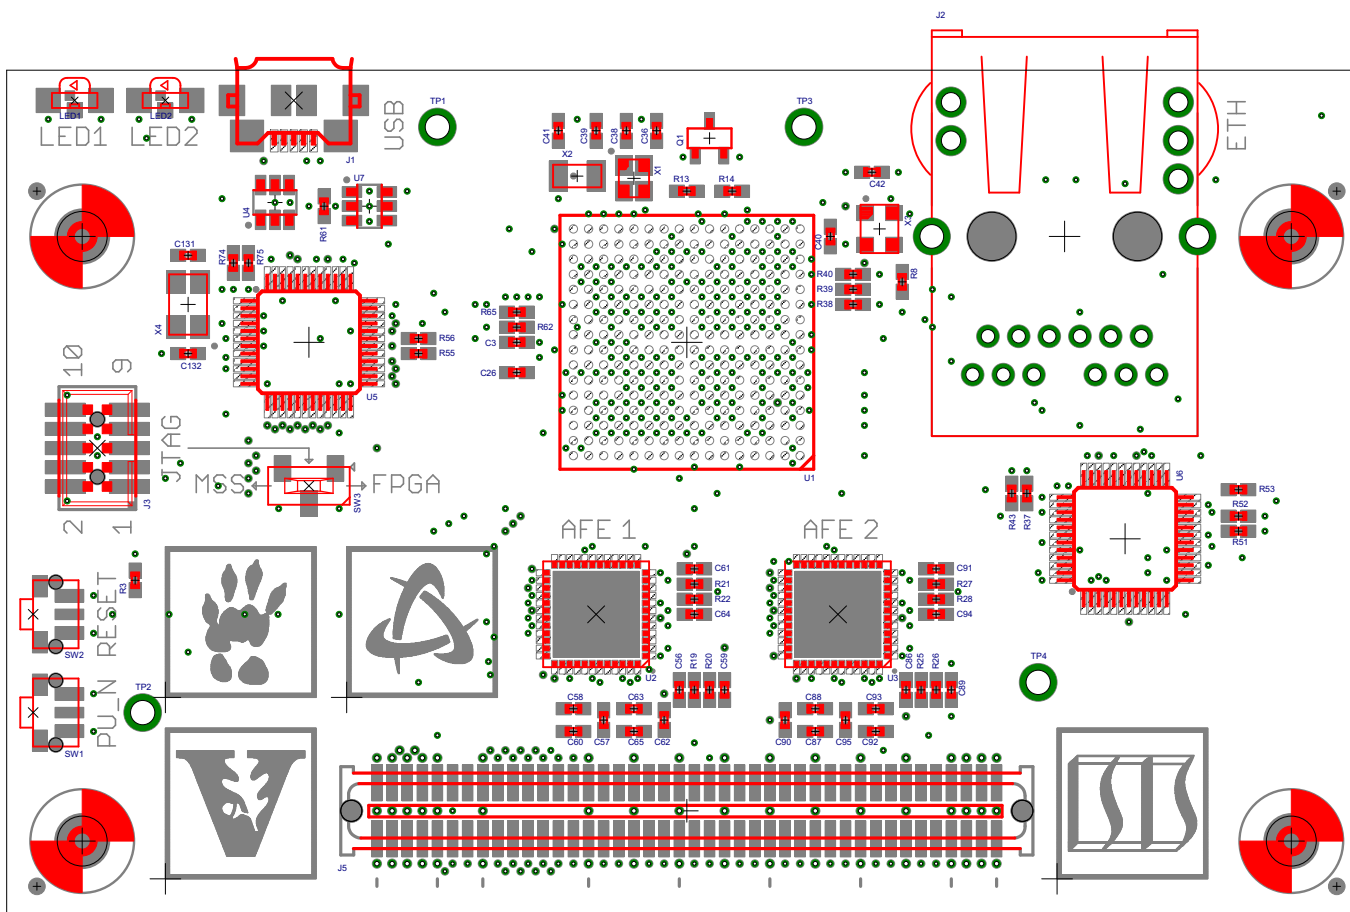 J2
LED1
LED2
LED1
LED2
USB
J1
TP1
TP3
ETH
C41
C39
C38
C36
Q1
X2
X1
R13
R14
C42
U4
R61
U7
C40
X3
C131
R74
R75
X4
C132
R40
R39
R38
R8
R65
R62
C3
C26
R56
R55
U5
U1
10
9
JTAG
2
1
J3
MSS
FPGA
SW3
R43
R37
U6
R53
R52
R51
AFE 1
AFE 2
R3
RESET
SW2
C61
R21
R22
C64
C91
R27
R28
C94
U2
U3
C56
R19
R20
C59
C86
R25
R26
C89
TP4
TP2
PU_N
SW1
C58
C63
C60
C57
C65
C62
C88
C93
C90
C87
C95
C92
J5